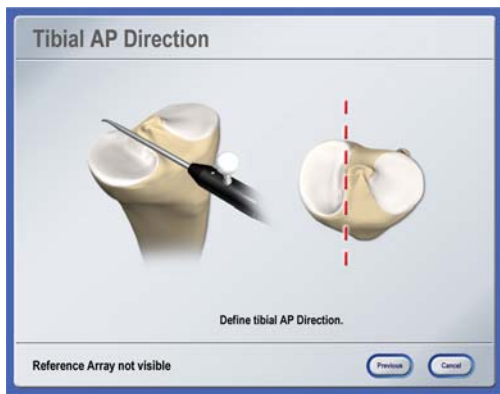 Tibial AP Direction
Define tibial AP Direction.
Reference Array not visible
Previous
Cancel